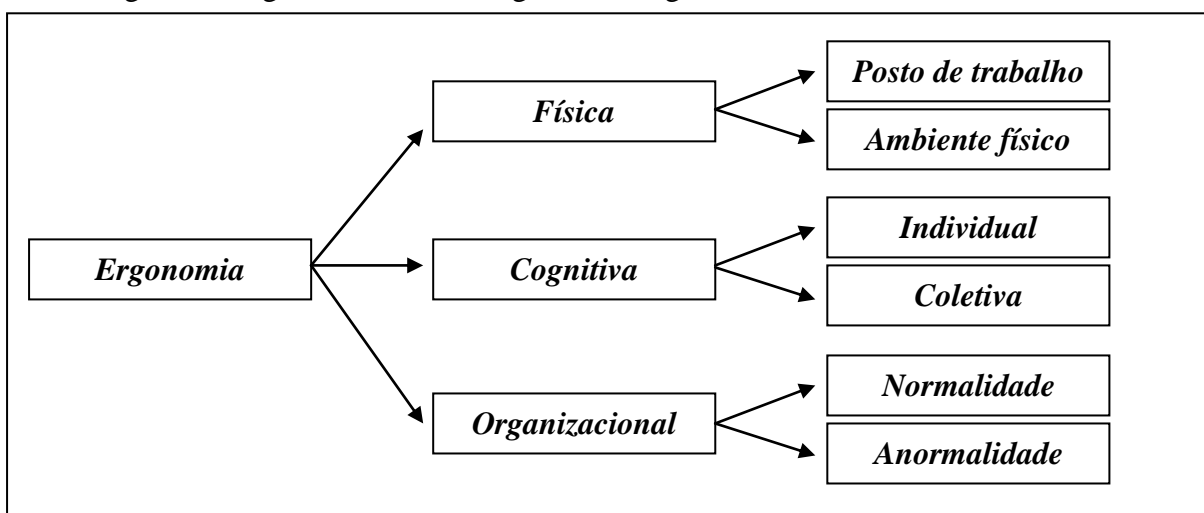 Posto de trabalho
Física
Ambiente físico
Individual
Ergonomia
Cognitiva
Coletiva
Normalidade
Organizacional
Anormalidade